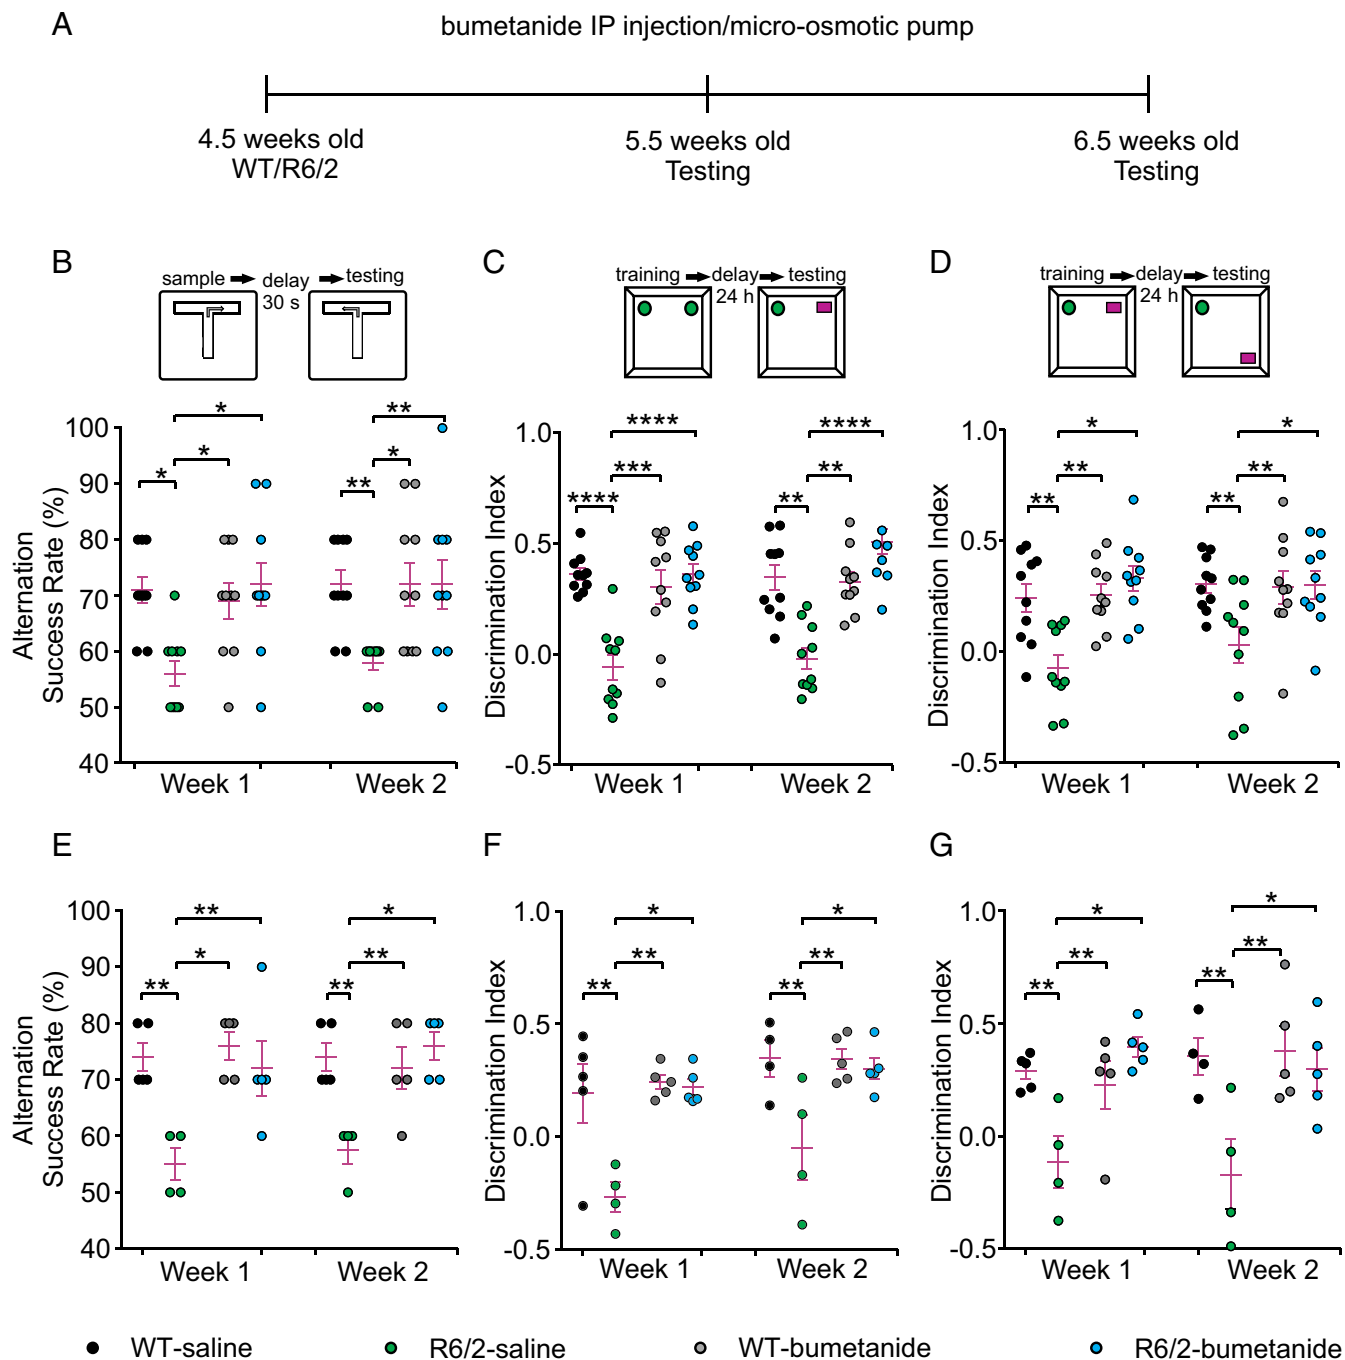 A
bumetanide IP injection/micro-osmotic pump
4.5 weeks old
WT/R6/2
5.5 weeks old
Testing
6.5 weeks old
Testing
B
sample delay testing
30 s
C
training delay testing
24 h
D
training delay testing
24 h
Alternation
Success Rate (%)
100
90
80
70
60
50
40
* * * ** * **
Week 1
Week 2
Discrimination Index
1.0
0.5
0.0
-0.5
**** *** **** ** ** ****
Week 1
Week 2
Discrimination Index
1.0
0.5
0.0
-0.5
** ** * ** ** *
Week 1
Week 2
E
Alternation
Success Rate (%)
100
90
80
70
60
50
40
** * ** ** ** *
Week 1
Week 2
F
Discrimination Index
1.0
0.5
0.0
-0.5
** ** * ** ** *
Week 1
Week 2
G
Discrimination Index
1.0
0.5
0.0
-0.5
** ** * ** ** *
Week 1
Week 2
WT-saline
R6/2-saline
WT-bumetanide
R6/2-bumetanide